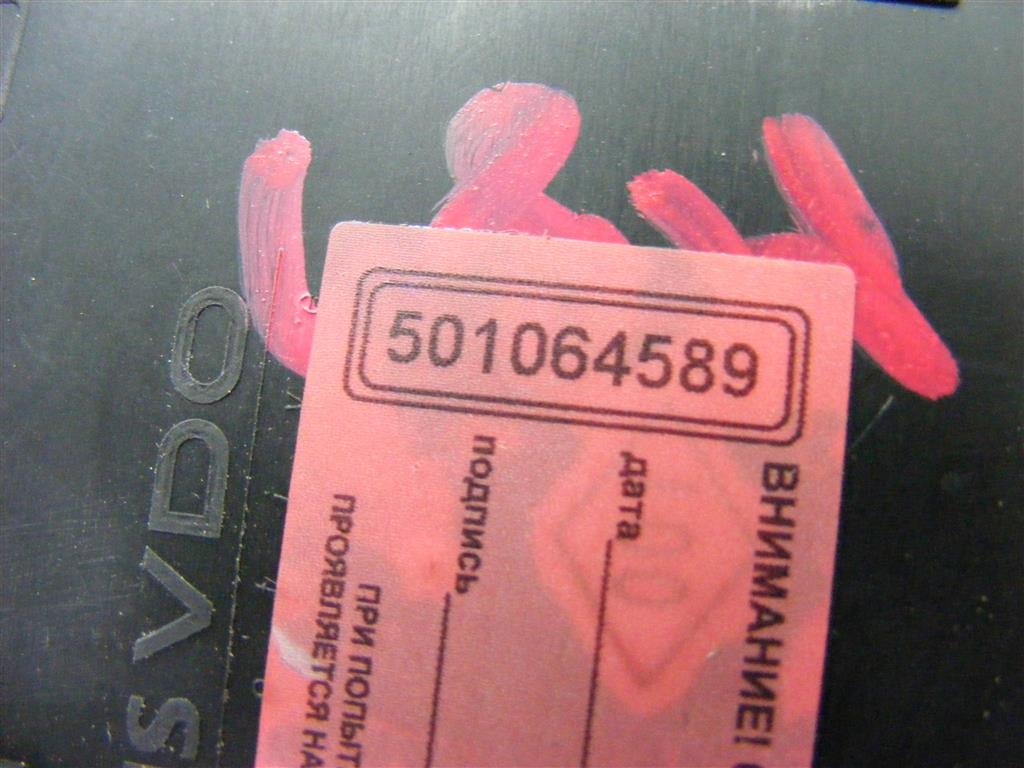 501064589
ВНИМАНИЕ!
дата
подпись
ПРИ ПОПЫТ
ПРОЯВЛЯЕТСЯ НА
VDO